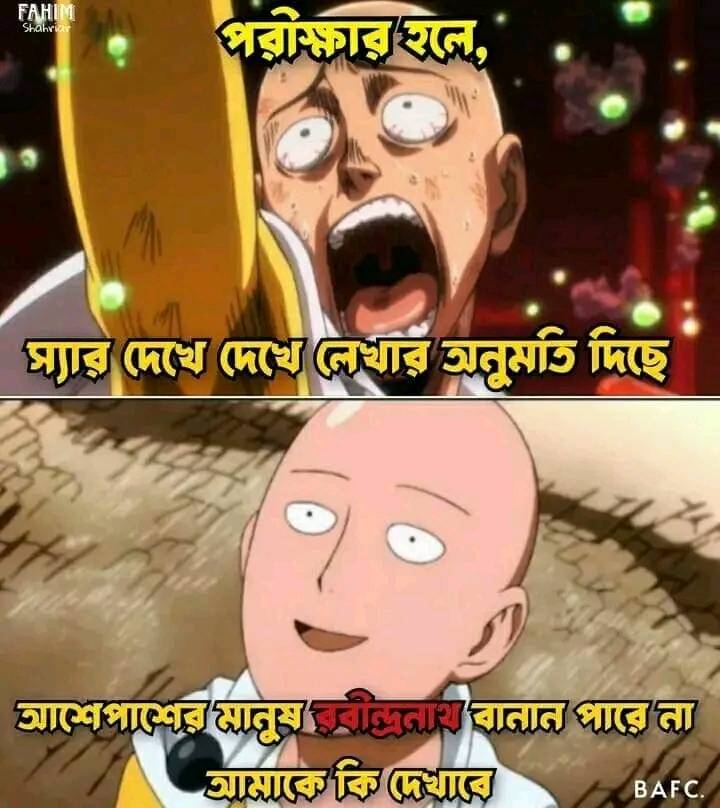 FAHIM
Shahriar
পরীক্ষার হলে,
স্যার দেখে দেখে লেখার অনুমতি দিছে
আশেপাশের মানুষ রবীন্দ্রনাথ বানান পারে না
আমাকে কি দেখাবে
BAFC.